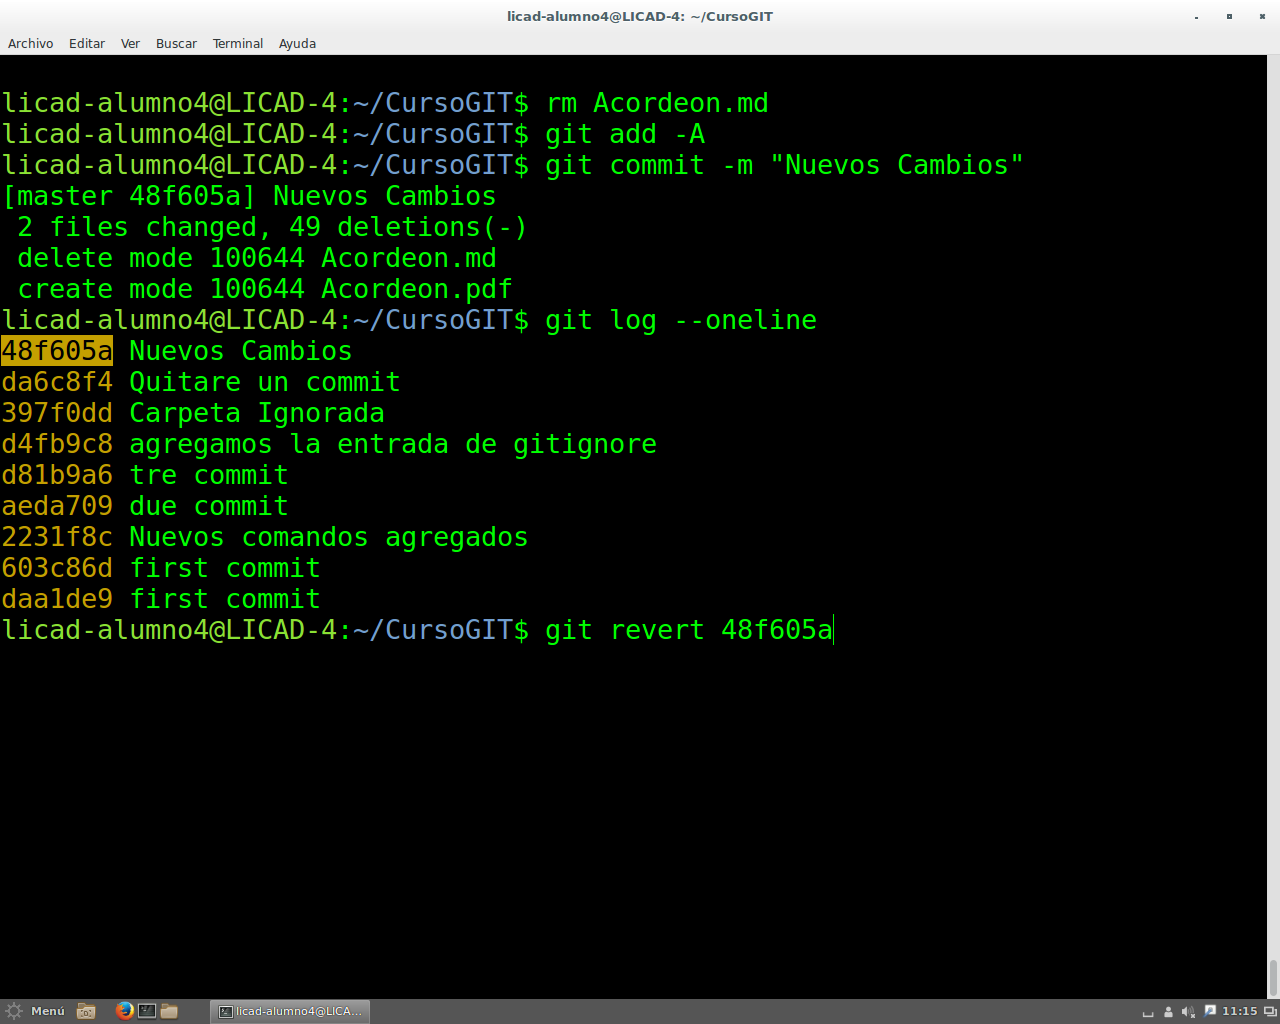 licad-alumno4@LICAD-4: ~/CursoGIT
Archivo Editar Ver Buscar Terminal Ayuda
licad-alumno4@LICAD-4:~/CursoGIT$ rm Acordeon.md
licad-alumno4@LICAD-4:~/CursoGIT$ git add -A
licad-alumno4@LICAD-4:~/CursoGIT$ git commit -m "Nuevos Cambios"
[master 48f605a] Nuevos Cambios
 2 files changed, 49 deletions(-)
 delete mode 100644 Acordeon.md
 create mode 100644 Acordeon.pdf
licad-alumno4@LICAD-4:~/CursoGIT$ git log --oneline
48f605a Nuevos Cambios
da6c8f4 Quitare un commit
397f0dd Carpeta Ignorada
d4fb9c8 agregamos la entrada de gitignore
d81b9a6 tre commit
aeda709 due commit
2231f8c Nuevos comandos agregados
603c86d first commit
daa1de9 first commit
licad-alumno4@LICAD-4:~/CursoGIT$ git revert 48f605a
Menú licad-alumno4@LICA... 11:15